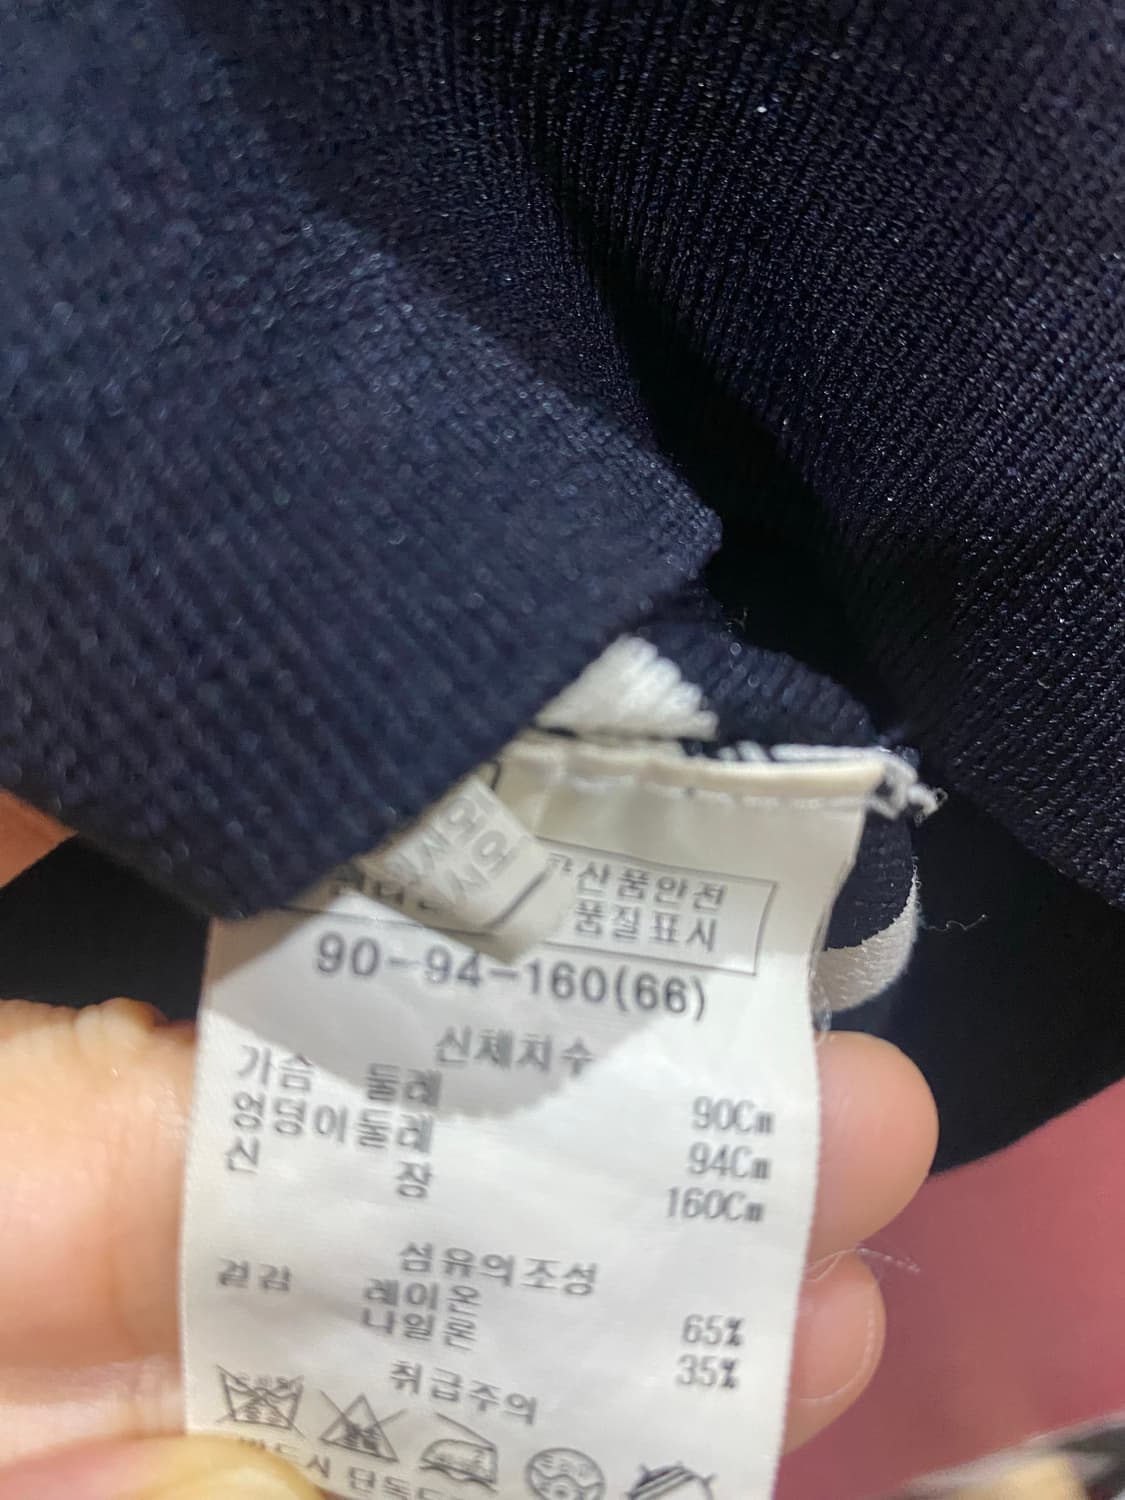 산품안전
품질표시
90-94-160(66)
신체치수
가슴 둘레 90Cm
엉덩이둘레 94Cm
신 장 160Cm
섬유의조성
겉감 레이온 65%
나일론 35%
취급주의
단독